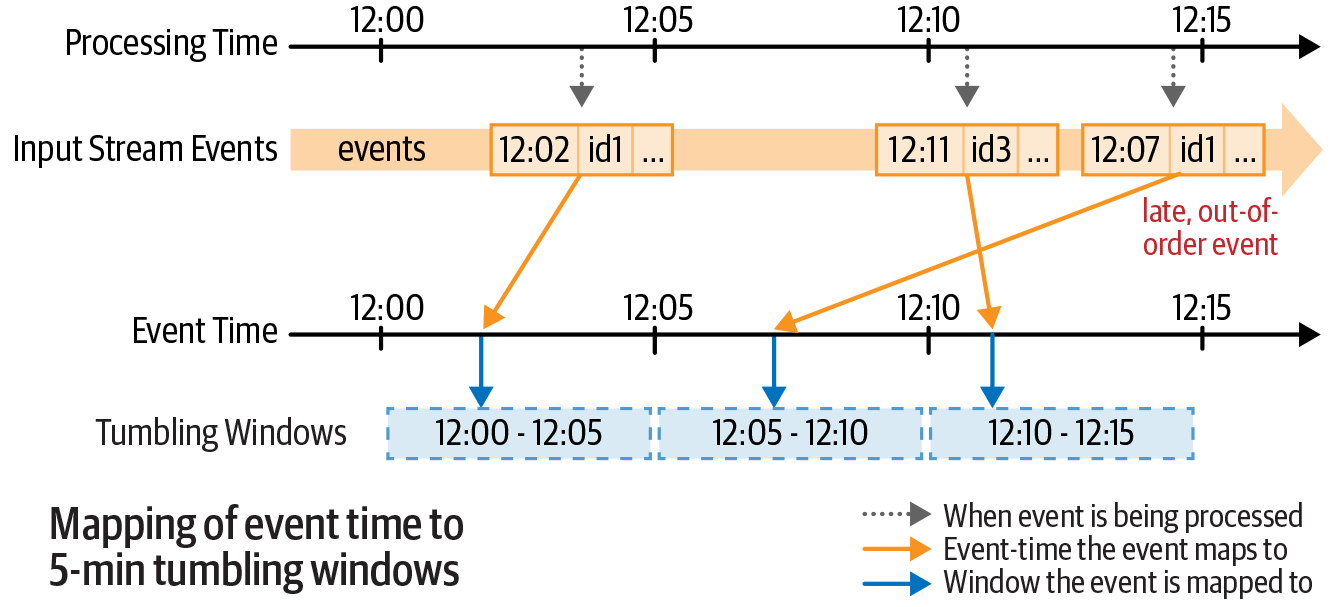 12:00 12:05 12:10 12:15
Processing Time
Input Stream Events
events 12:02 id1 ... 12:11 id3 ... 12:07 id1 ...
late, out-of-
order event
12:00 12:05 12:10 12:15
Event Time
Tumbling Windows 12:00 - 12:05 12:05 - 12:10 12:10 - 12:15
Mapping of event time to
5-min tumbling windows
When event is being processed
Event-time the event maps to
Window the event is mapped to